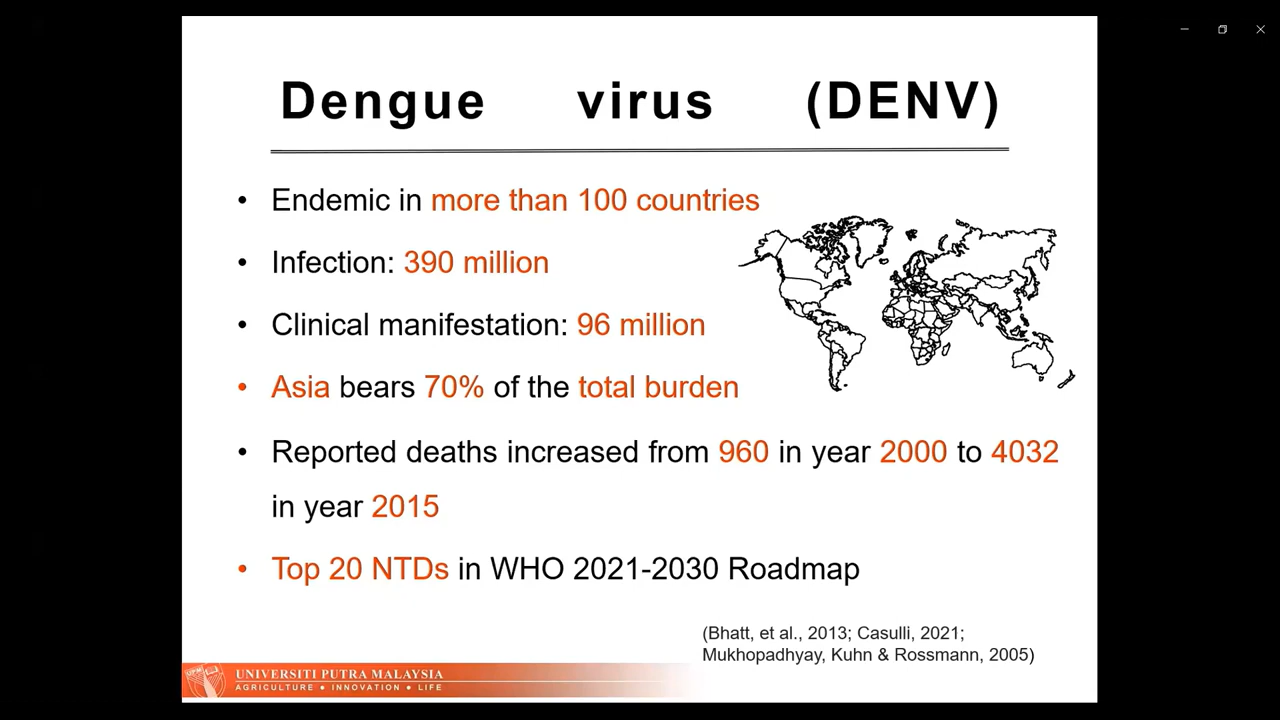 Dengue virus (DENV)
• Endemic in more than 100 countries
• Infection: 390 million
• Clinical manifestation: 96 million
• Asia bears 70% of the total burden
• Reported deaths increased from 960 in year 2000 to 4032
in year 2015
• Top 20 NTDs in WHO 2021-2030 Roadmap
(Bhatt, et al., 2013; Casulli, 2021;
Mukhopadhyay, Kuhn & Rossmann, 2005)
UNIVERSITI PUTRA MALAYSIA
AGRICULTURE • INNOVATION • LIFE